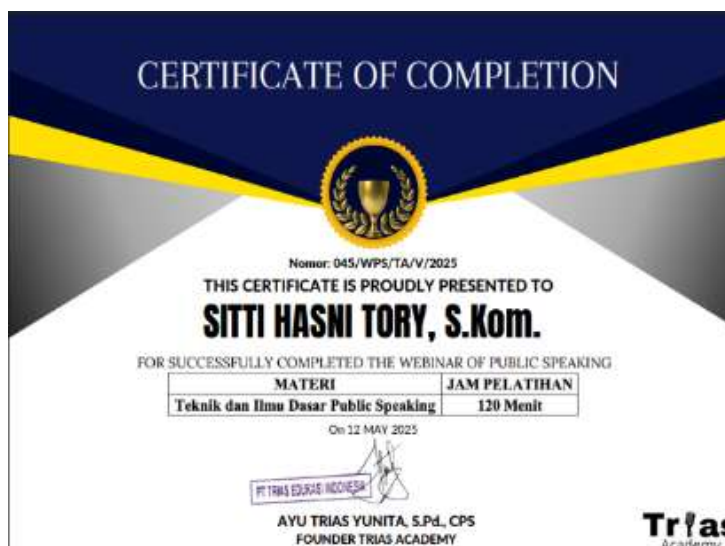 CERTIFICATE OF COMPLETION
Nomor: 045/WPS/TA/V/2025
THIS CERTIFICATE IS PROUDLY PRESENTED TO
SITTI HASNI TORY, S.Kom.
FOR SUCCESSFULLY COMPLETED THE WEBINAR OF PUBLIC SPEAKING
MATERI JAM PELATIHAN
Teknik dan Ilmu Dasar Public Speaking 120 Menit
On 12 MAY 2025
PT TRIAS EDUKASI INDONESIA
AYU TRIAS YUNITA, S.Pd., CPS
FOUNDER TRIAS ACADEMY
Trias
Academy